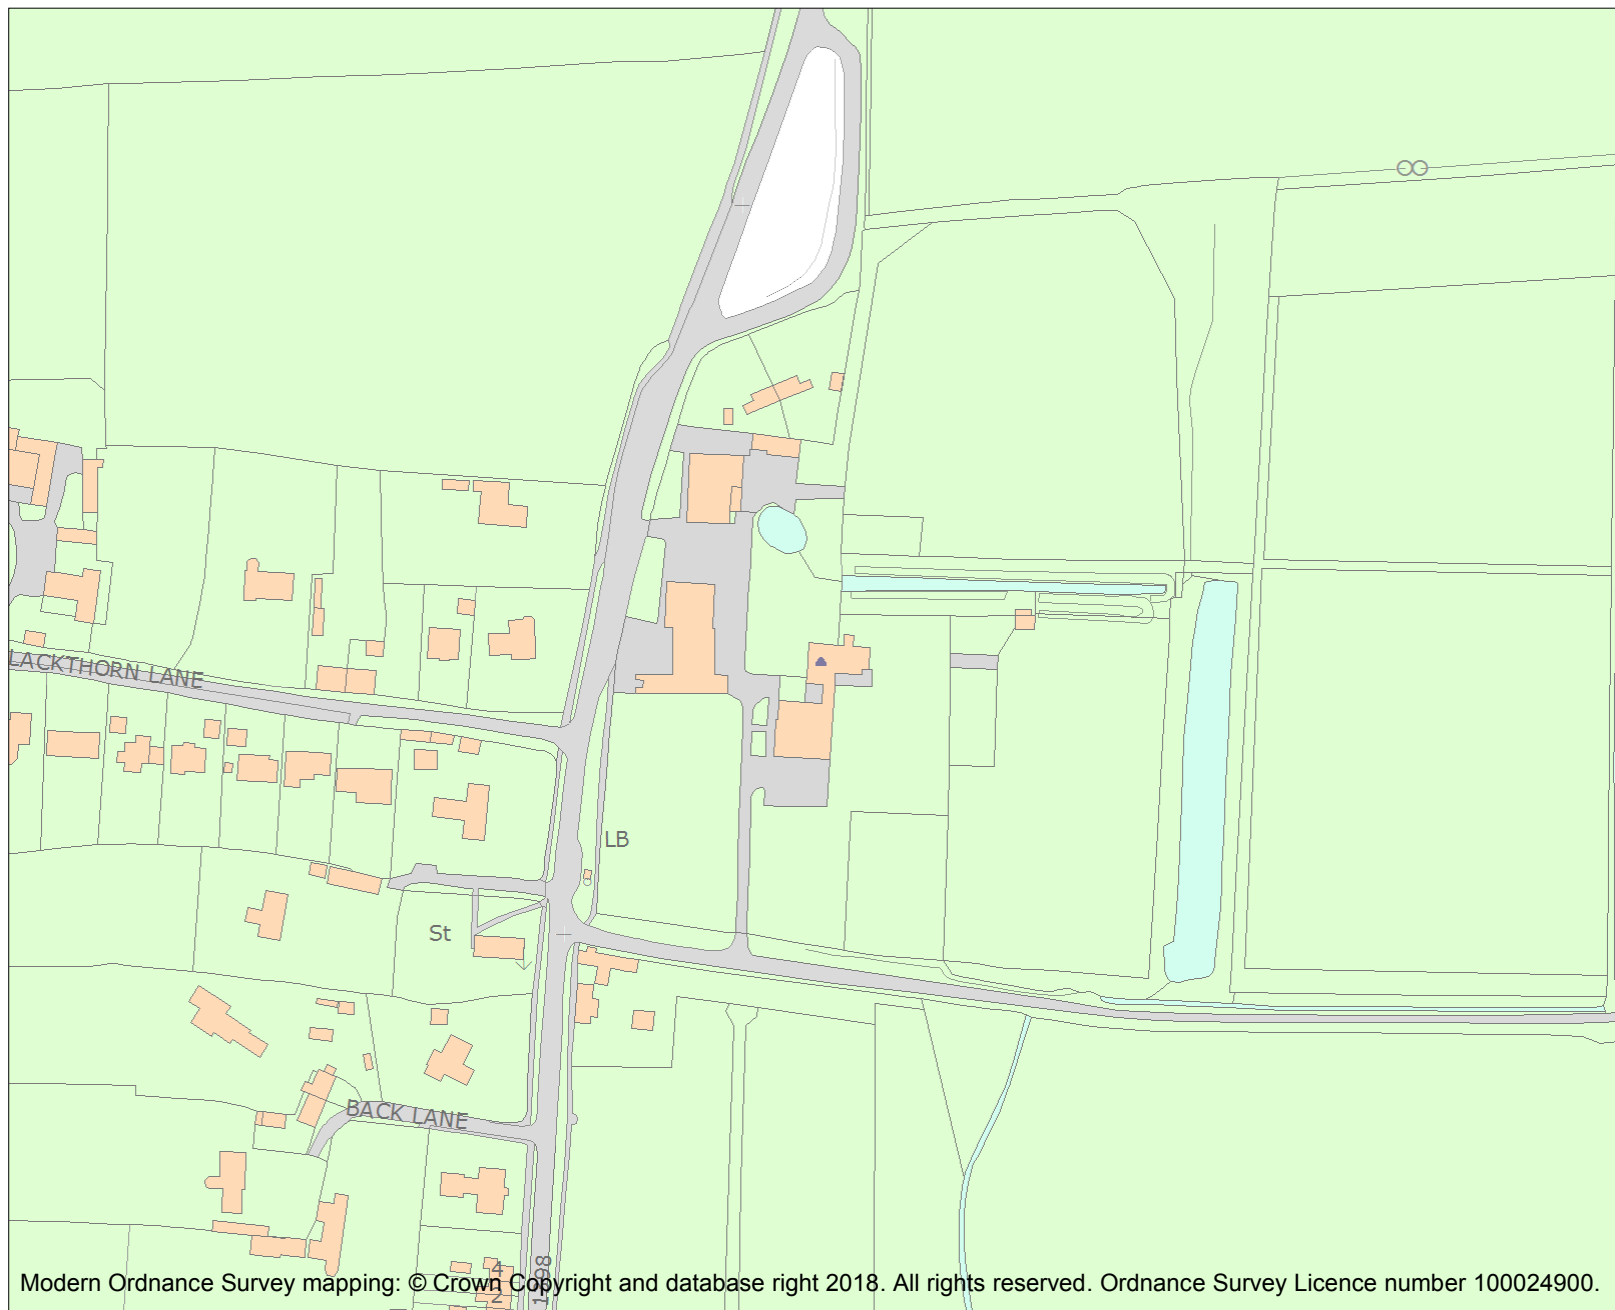 LACKTHORN LANE
LB
St
BACK LANE
4
2
Modern Ordnance Survey mapping: © Crown Copyright and database right 2018. All rights reserved. Ordnance Survey Licence number 100024900.